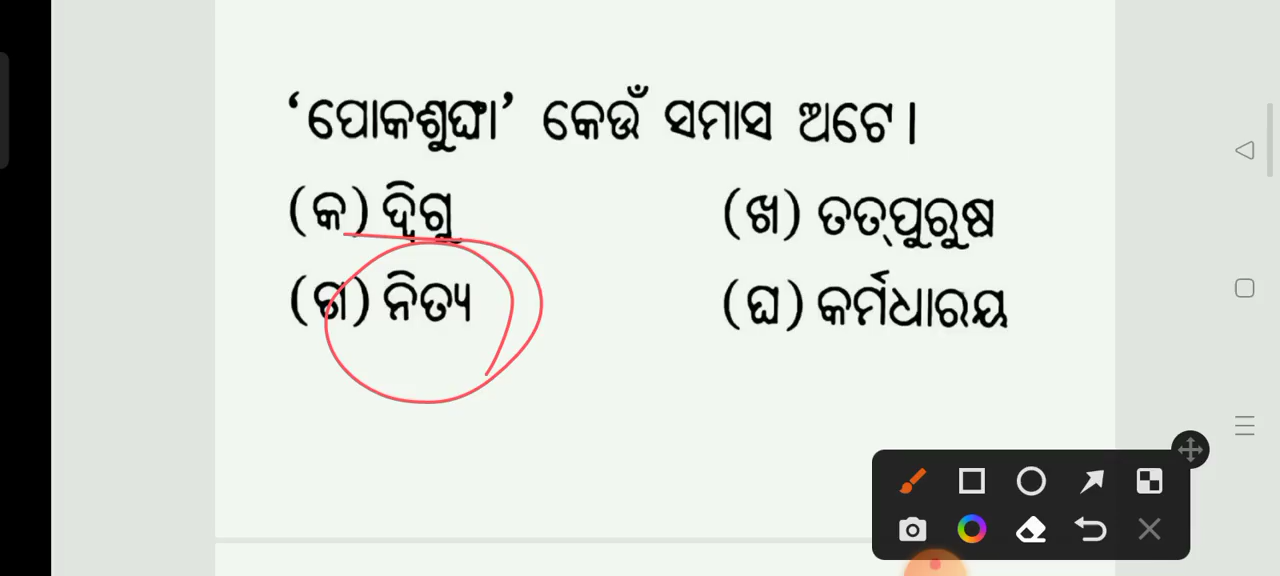 ‘ପୋକଶୁଙ୍ଘା’ କେଉଁ ସମାସ ଅଟେ।
(କ) ଦ୍ୱିଗୁ (ଖ) ତତ୍‌ପୁରୁଷ
(ଗ) ନିତ୍ୟ (ଘ) କର୍ମଧାରୟ